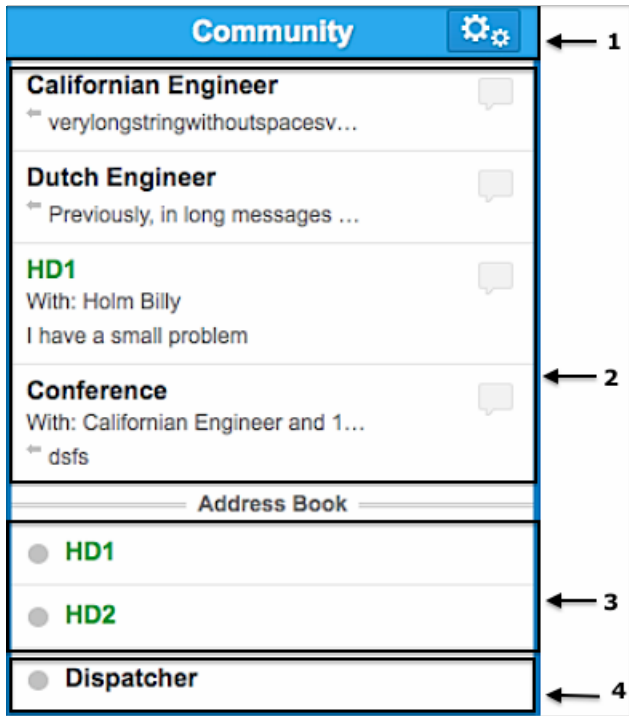 Community
1
Californian Engineer
verylongstringwithoutspacesv...
Dutch Engineer
Previously, in long messages ...
HD1
With: Holm Billy
I have a small problem
2
Conference
With: Californian Engineer and 1...
dsfs
Address Book
HD1
3
HD2
Dispatcher
4